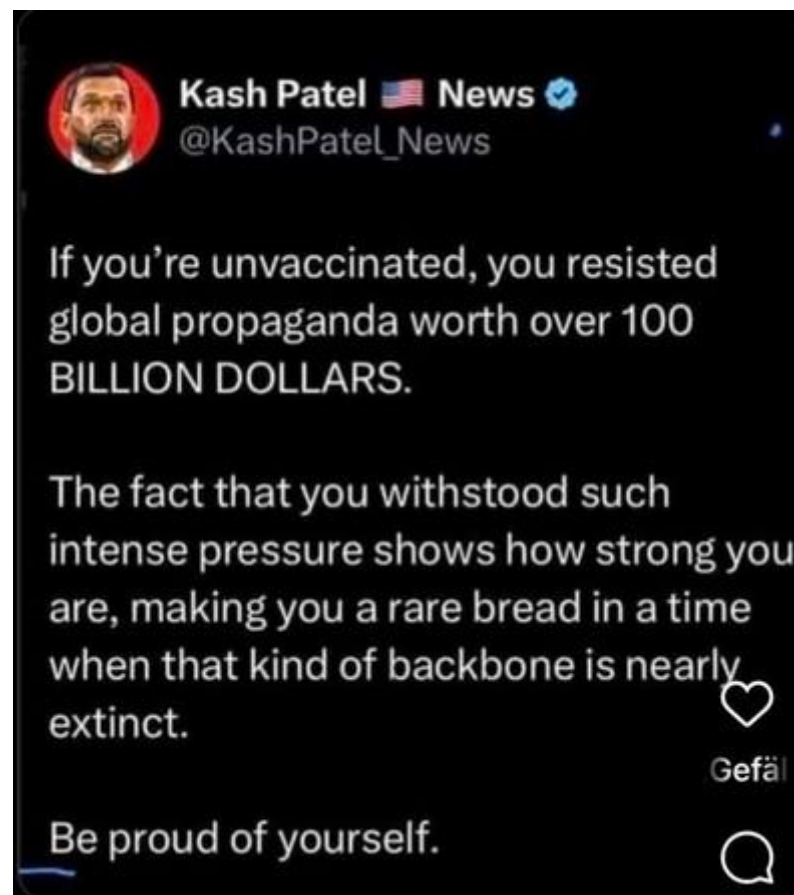 Kash Patel 🇺🇸 News
@KashPatel_News
If you’re unvaccinated, you resisted
global propaganda worth over 100
BILLION DOLLARS.
The fact that you withstood such
intense pressure shows how strong you
are, making you a rare bread in a time
when that kind of backbone is nearly
extinct.
Gefäl
Be proud of yourself.